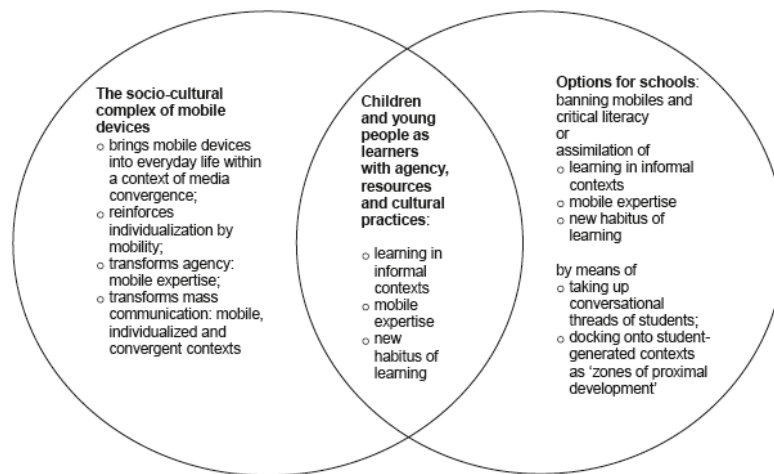 The socio-cultural
complex of mobile
devices
o brings mobile devices
into everyday life within
a context of media
convergence;
o reinforces
individualization by
mobility;
o transforms agency:
mobile expertise;
o transforms mass
communication: mobile,
individualized and
convergent contexts
Children
and young
people as
learners
with agency,
resources
and cultural
practices:
o learning in
informal
contexts
o mobile
expertise
o new
habitus of
learning
Options for schools:
banning mobiles and
critical literacy
or
assimilation of
o learning in informal
contexts
o mobile expertise
o new habitus of
learning
by means of
o taking up
conversational
threads of students;
o docking onto student-
generated contexts
as ‘zones of proximal
development’